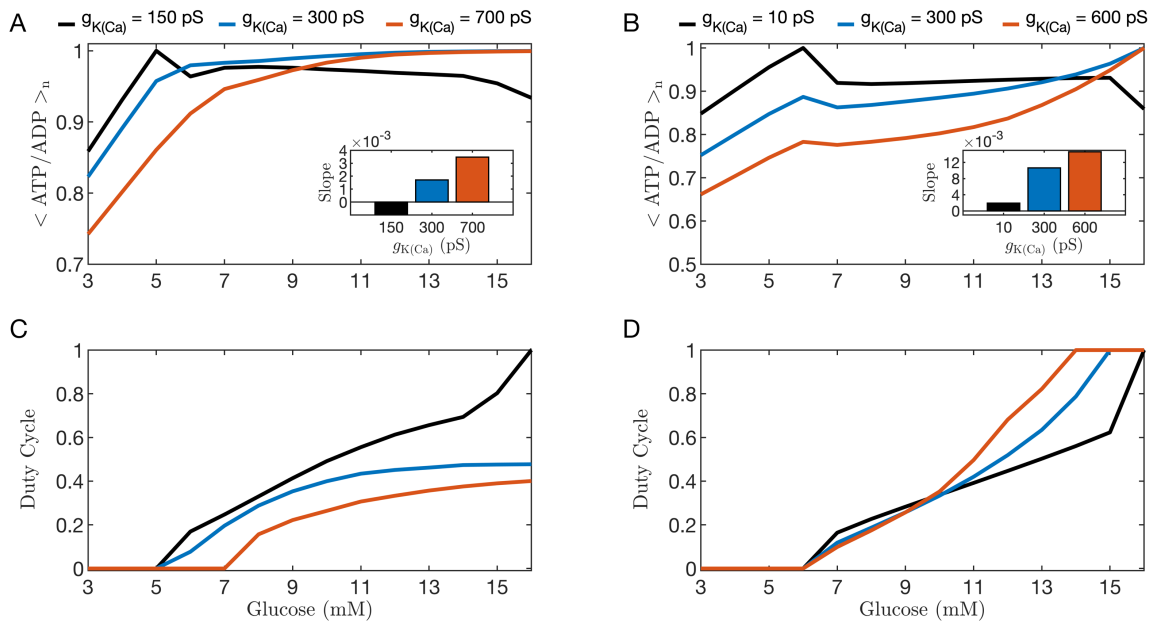 A
g_K(Ca) = 150 pS g_K(Ca) = 300 pS g_K(Ca) = 700 pS
1
0.9
0.8
0.7
< ATP/ADP >_n
3 5 7 9 11 13 15
×10^-3
4
3
2
1
0
Slope
150 300 700
g_K(Ca) (pS)
B
g_K(Ca) = 10 pS g_K(Ca) = 300 pS g_K(Ca) = 600 pS
1
0.9
0.8
0.7
0.6
0.5
< ATP/ADP >_n
3 5 7 9 11 13 15
×10^-3
12
8
4
0
Slope
10 300 600
g_K(Ca) (pS)
C
1
0.8
0.6
0.4
0.2
0
Duty Cycle
3 5 7 9 11 13 15
Glucose (mM)
D
1
0.8
0.6
0.4
0.2
0
Duty Cycle
3 5 7 9 11 13 15
Glucose (mM)